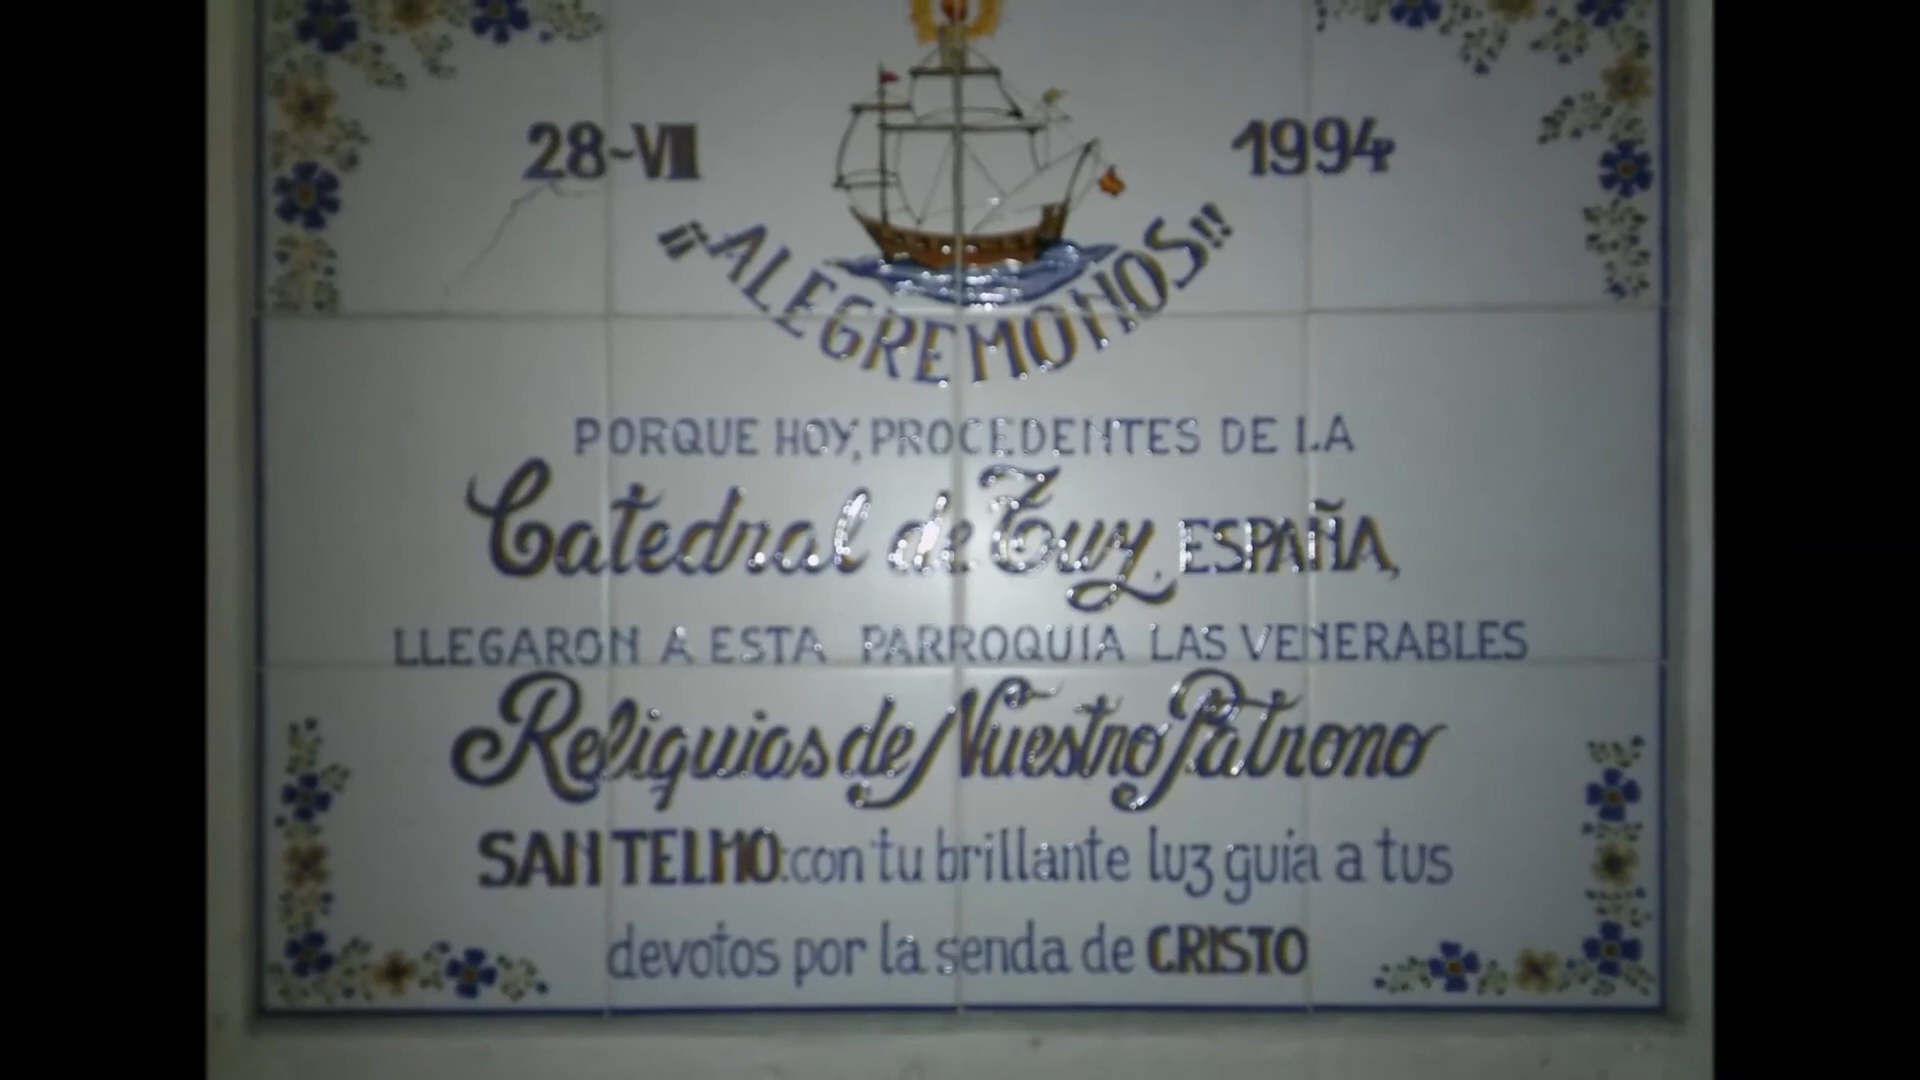 28~VIII 1994
¡¡ALEGREMONOS!!
PORQUE HOY, PROCEDENTES DE LA
Catedral de Tuy, ESPAÑA,
LLEGARON A ESTA PARROQUIA LAS VENERABLES
Reliquias de Nuestro Patrono
SAN TELMO: con tu brillante luz guia a tus
devotos por la senda de CRISTO